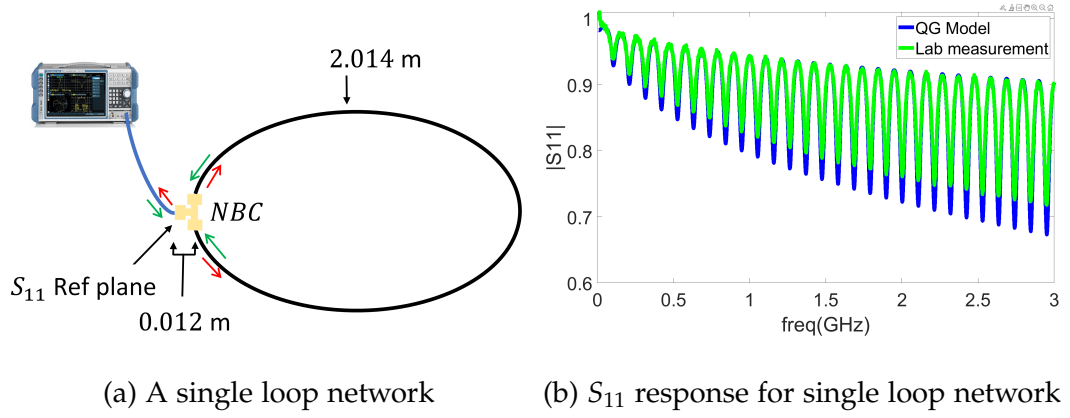 2.014 m
NBC
S₁₁ Ref plane
0.012 m
(a) A single loop network
QG Model
Lab measurement
|S11|
1
0.9
0.8
0.7
0.6
0 0.5 1 1.5 2 2.5 3
freq(GHz)
(b) S₁₁ response for single loop network